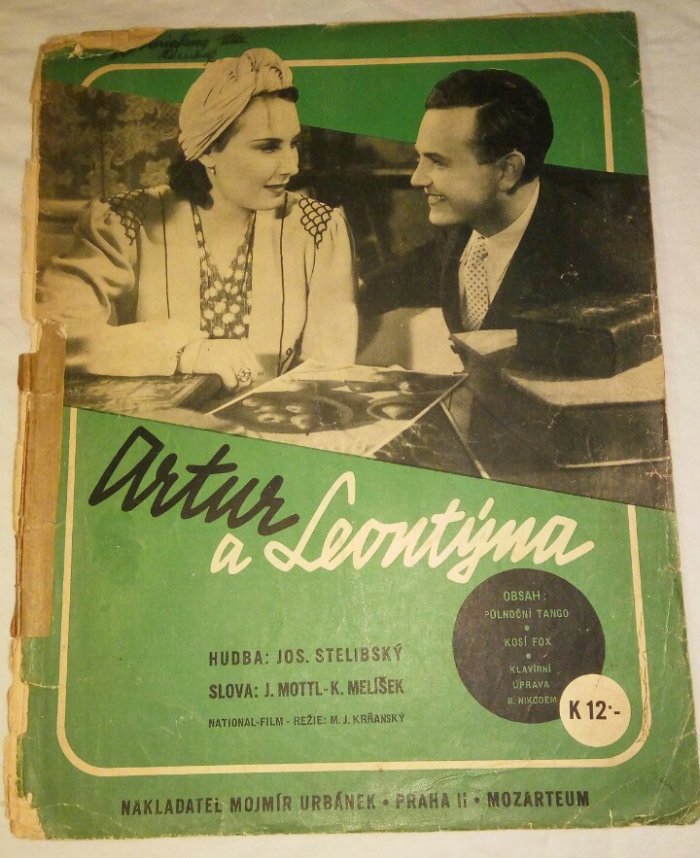 Artur
a Leontýna
HUDBA: JOS. STELIBSKÝ
SLOVA: J. MOTTL-K. MELÍŠEK
NATIONAL-FILM - REŽIE: M. J. KRŇANSKÝ
OBSAH:
PŮLNOČNÍ TANGO
•
KOSÍ FOX
•
KLAVÍRNÍ
ÚPRAVA
B. NIKODÉM
K 12·-
NAKLADATEL MOJMÍR URBÁNEK • PRAHA II • MOZARTEUM